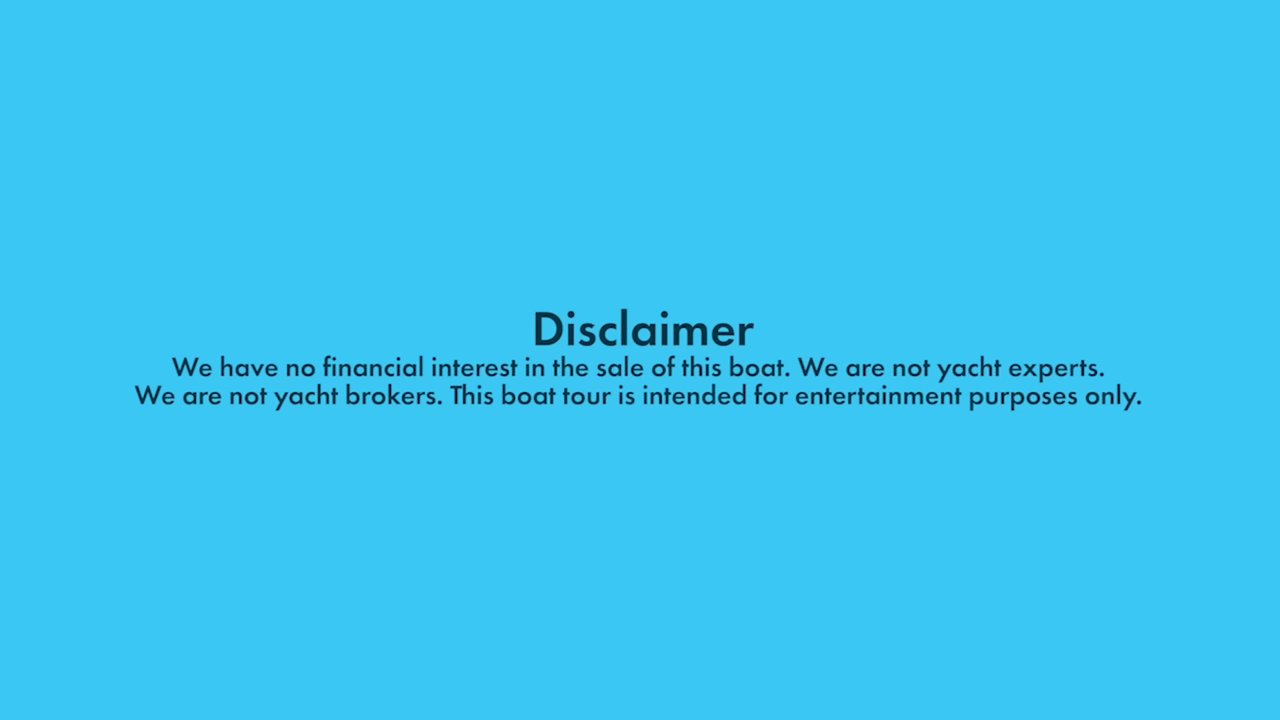 Disclaimer
We have no financial interest in the sale of this boat. We are not yacht experts.
We are not yacht brokers. This boat tour is intended for entertainment purposes only.